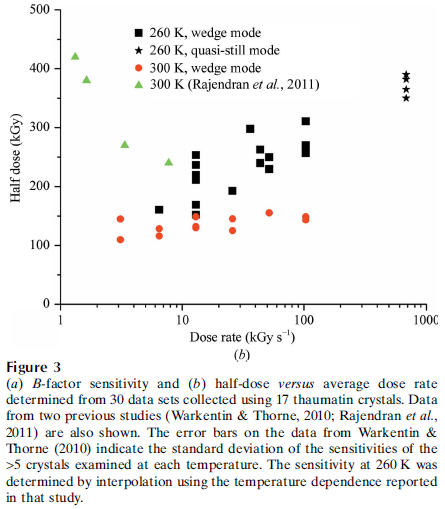 500
400
300
200
100
0
Half dose (kGy)
260 K, wedge mode
260 K, quasi-still mode
300 K, wedge mode
300 K (Rajendran et al., 2011)
1
10
100
1000
Dose rate (kGy s⁻¹)
(b)
Figure 3
(a) B-factor sensitivity and (b) half-dose versus average dose rate
determined from 30 data sets collected using 17 thaumatin crystals. Data
from two previous studies (Warkentin & Thorne, 2010; Rajendran et al.,
2011) are also shown. The error bars on the data from Warkentin &
Thorne (2010) indicate the standard deviation of the sensitivities of the
>5 crystals examined at each temperature. The sensitivity at 260 K was
determined by interpolation using the temperature dependence reported
in that study.